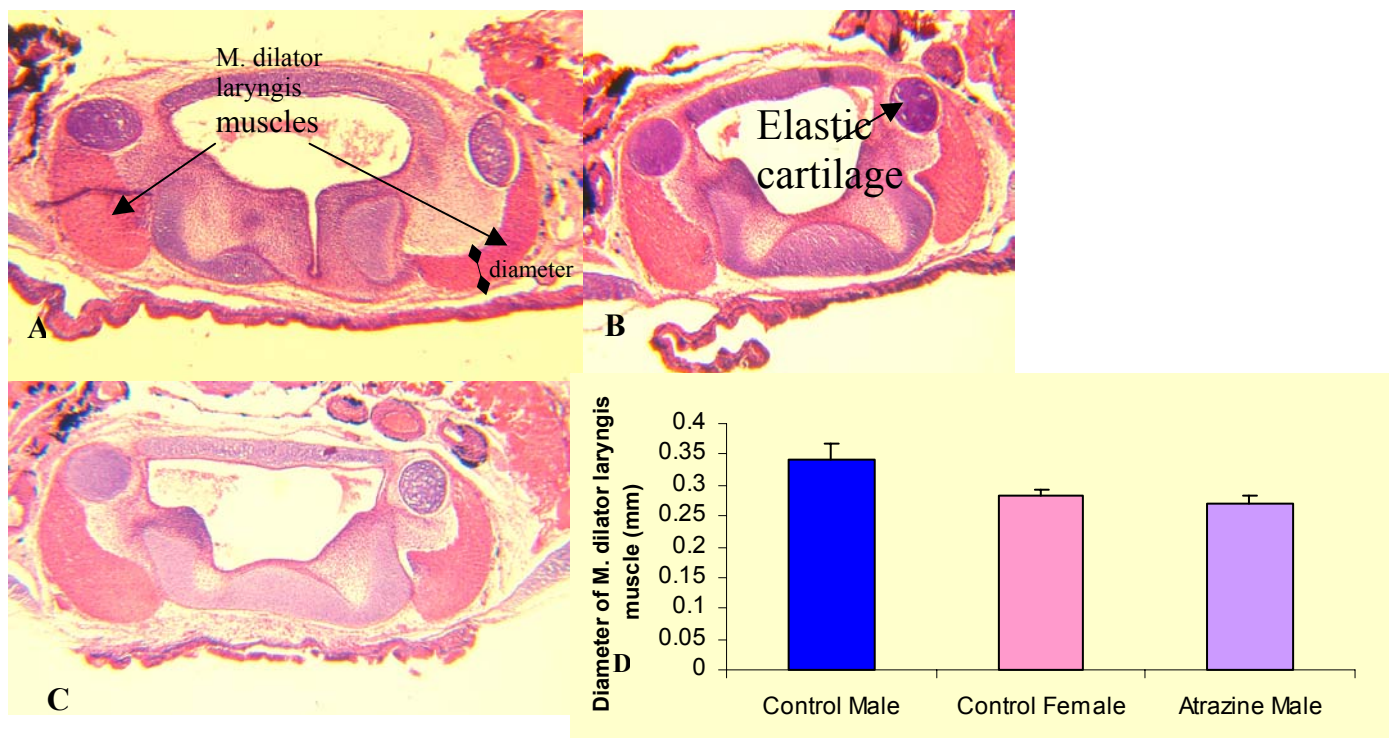 M. dilator
laryngis
muscles
diameter
A
Elastic
cartilage
B
C
Diameter of M. dilator laryngis
muscle (mm)
0.4
0.35
0.3
0.25
0.2
0.15
0.1
0.05
0
D
Control Male
Control Female
Atrazine Male